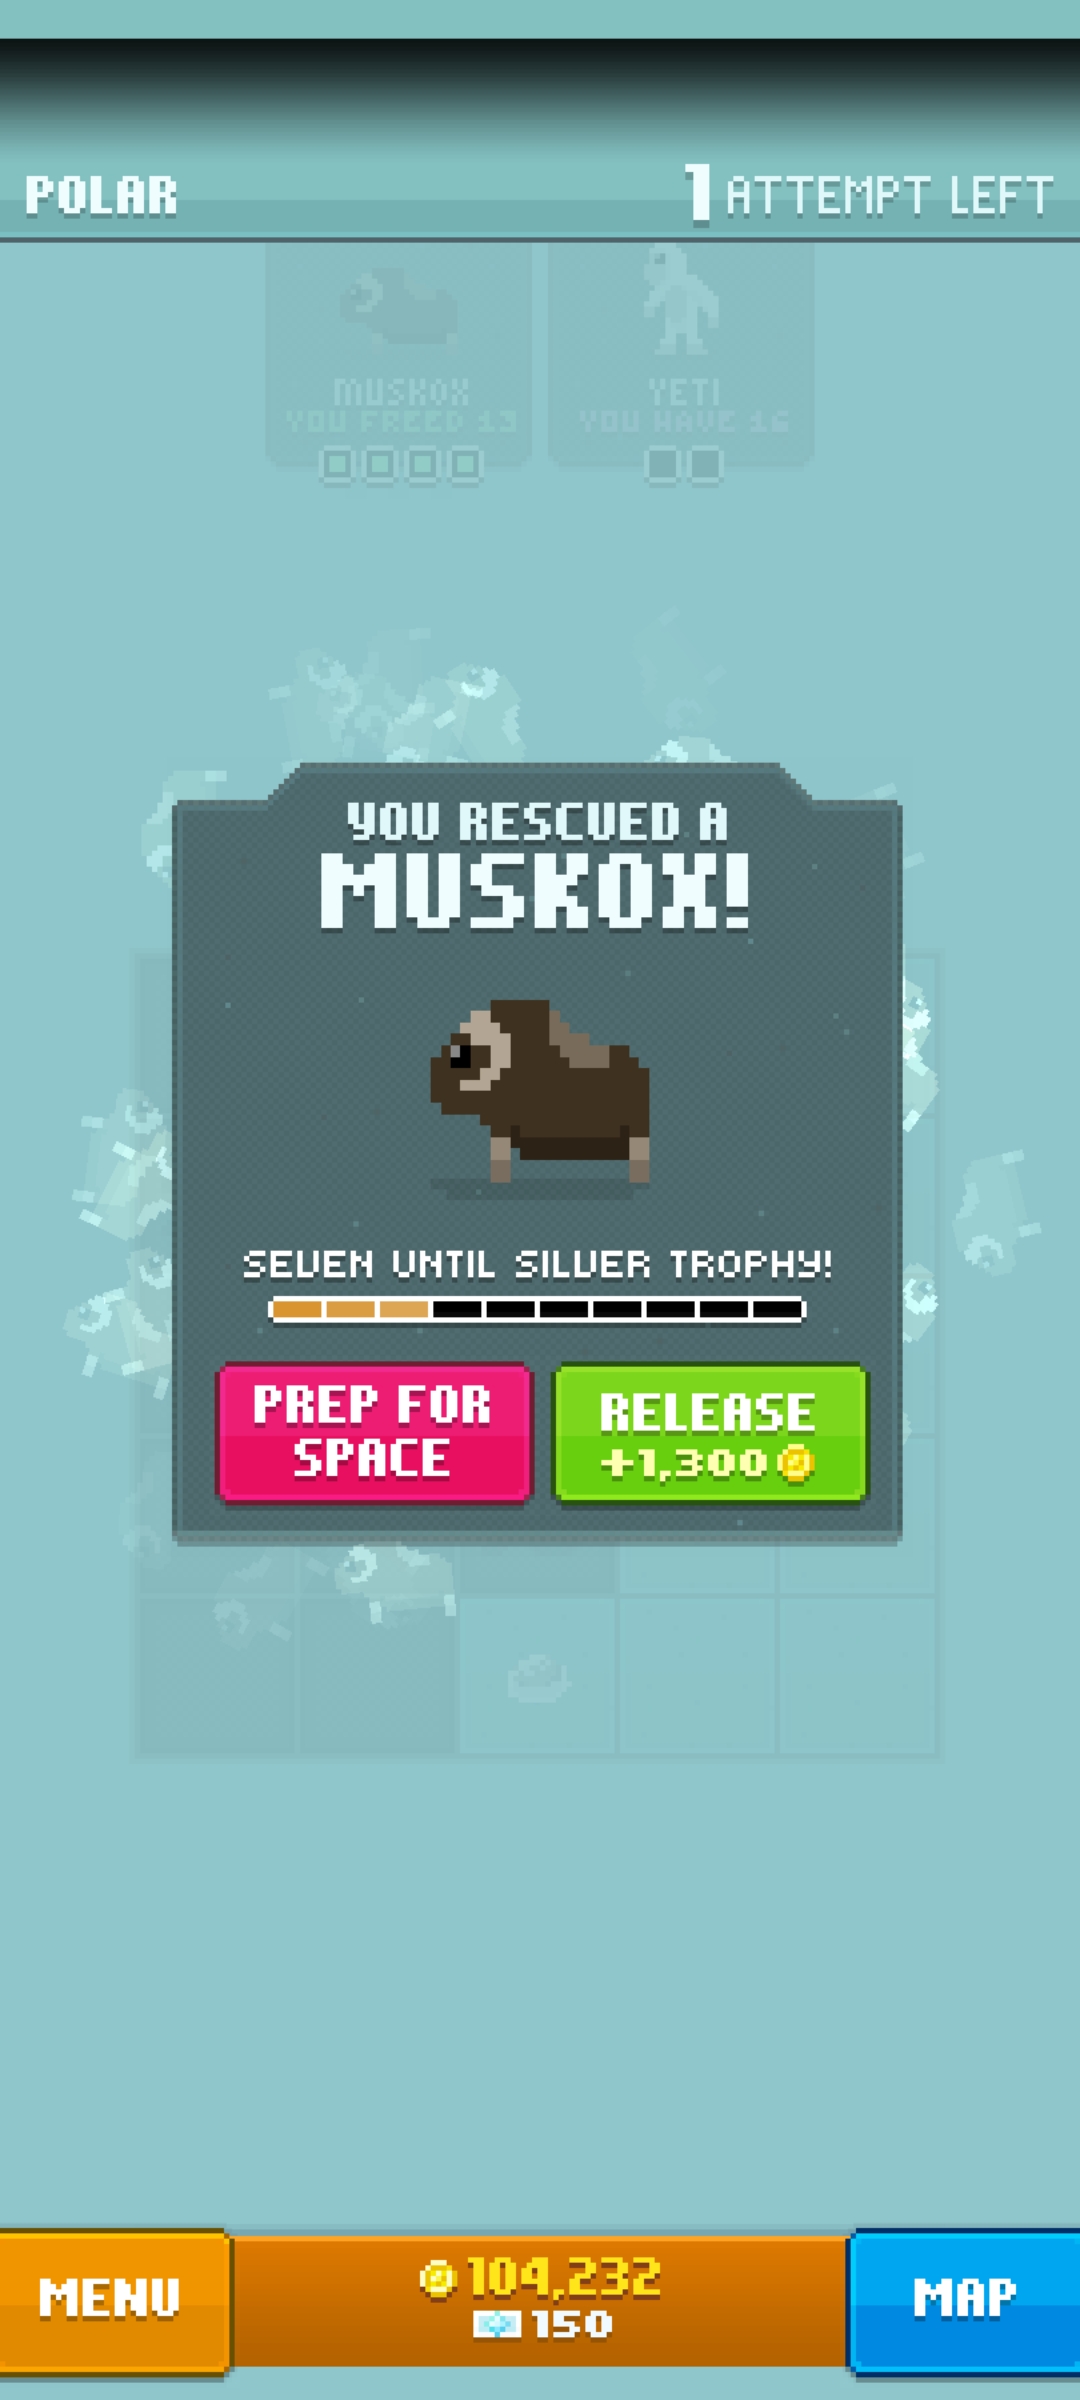 POLAR
1 ATTEMPT LEFT
MUSKOX
YETI
YOU FREED 13
YOU HAVE 16
YOU RESCUED A
MUSKOX!
SEVEN UNTIL SILVER TROPHY!
PREP FOR
SPACE
RELEASE
+1,300
MENU
104,232
150
MAP